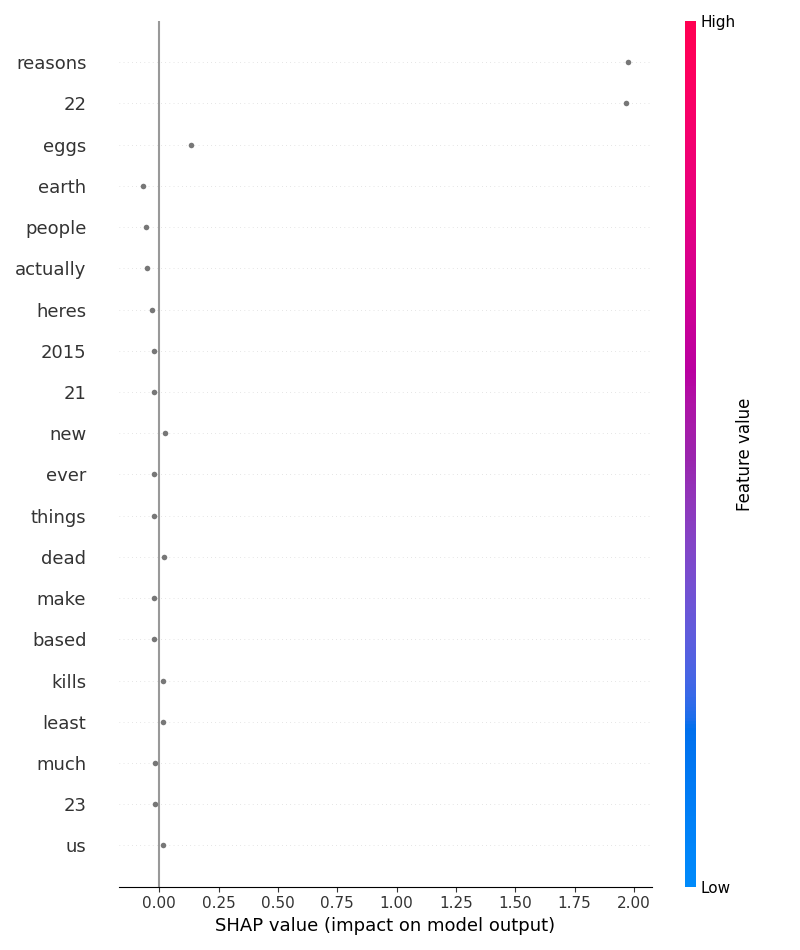 High
reasons
22
eggs
earth
people
actually
heres
2015
21
new
ever
things
dead
make
based
kills
least
much
23
us
Feature value
Low
0.00 0.25 0.50 0.75 1.00 1.25 1.50 1.75 2.00
SHAP value (impact on model output)